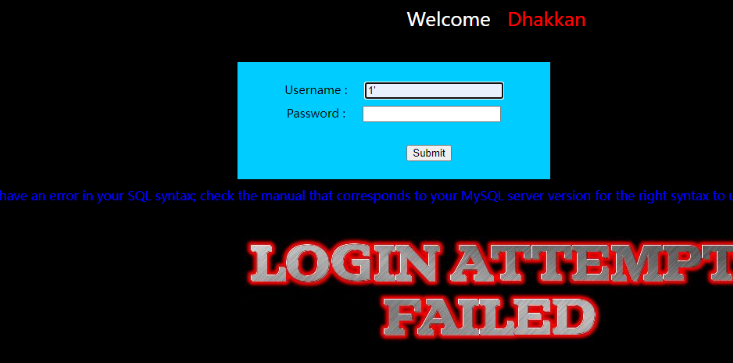 Welcome Dhakkan
Username : 1'
Password :
Submit
have an error in your SQL syntax; check the manual that corresponds to your MySQL server version for the right syntax to
LOGIN ATTEMPT
FAILED